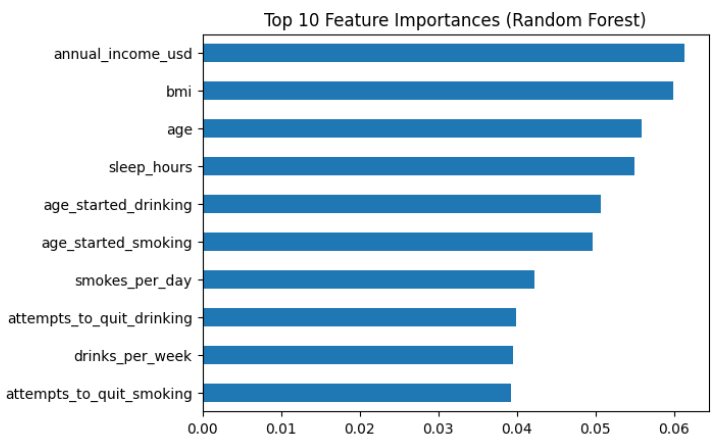 Top 10 Feature Importances (Random Forest)
annual_income_usd
bmi
age
sleep_hours
age_started_drinking
age_started_smoking
smokes_per_day
attempts_to_quit_drinking
drinks_per_week
attempts_to_quit_smoking
0.00 0.01 0.02 0.03 0.04 0.05 0.06